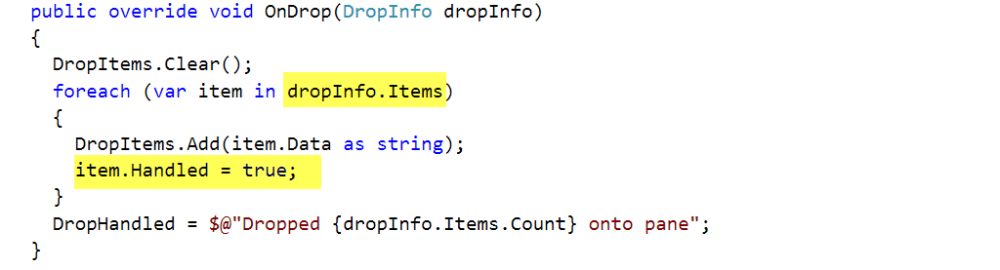 public override void OnDrop(DropInfo dropInfo)
{
DropItems.Clear();
foreach (var item in dropInfo.Items)
{
DropItems.Add(item.Data as string);
item.Handled = true;
}
DropHandled = $@"Dropped {dropInfo.Items.Count} onto pane";
}